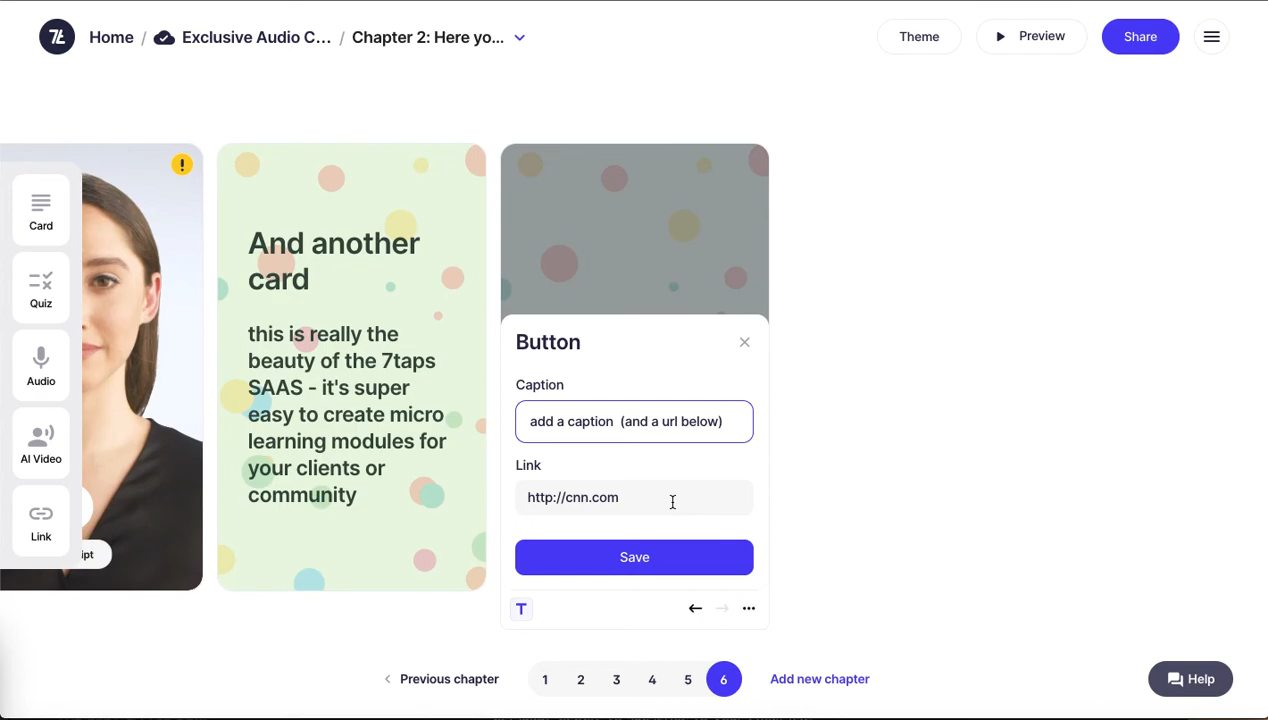 Home / Exclusive Audio C... / Chapter 2: Here yo...
Theme
Preview
Share
!
Card
Quiz
Audio
AI Video
Link
ipt
And another
card
this is really the
beauty of the 7taps
SAAS - it's super
easy to create micro
learning modules for
your clients or
community
Button
Caption
add a caption (and a url below)
Link
http://cnn.com
Save
T
Previous chapter
1 2 3 4 5 6
Add new chapter
Help